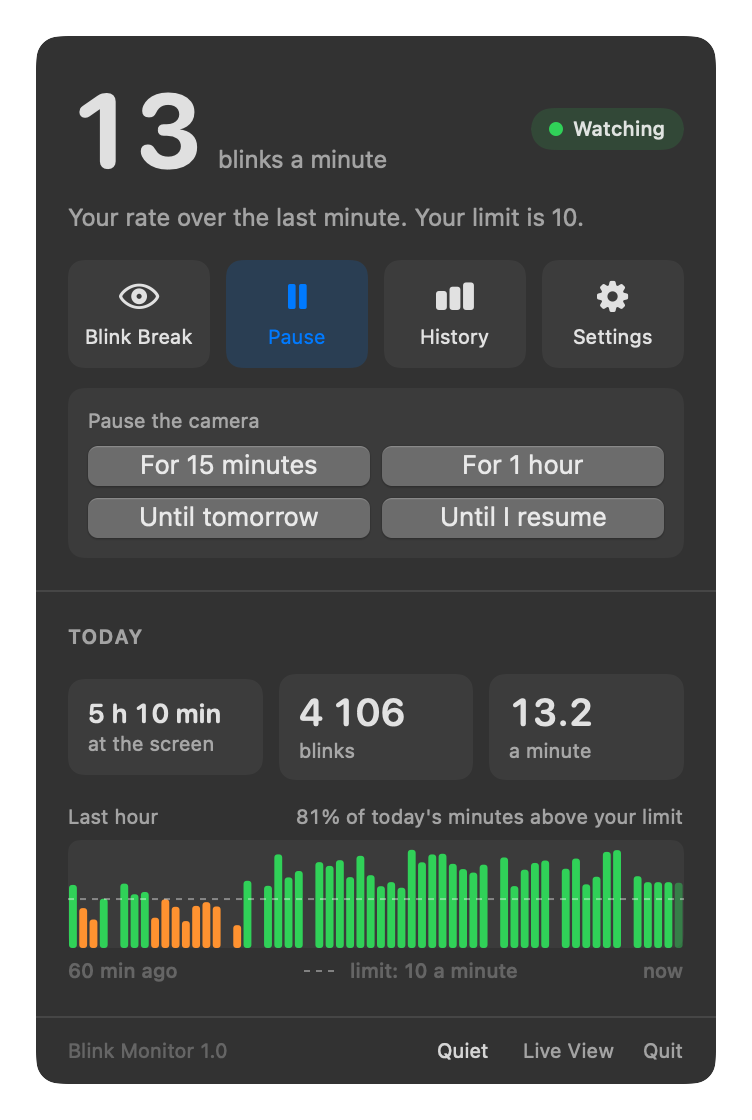 13 blinks a minute
Watching
Your rate over the last minute. Your limit is 10.
Blink Break
Pause
History
Settings
Pause the camera
For 15 minutes
For 1 hour
Until tomorrow
Until I resume
TODAY
5 h 10 min
at the screen
4 106
blinks
13.2
a minute
Last hour
81% of today's minutes above your limit
60 min ago
--- limit: 10 a minute
now
Blink Monitor 1.0
Quiet
Live View
Quit